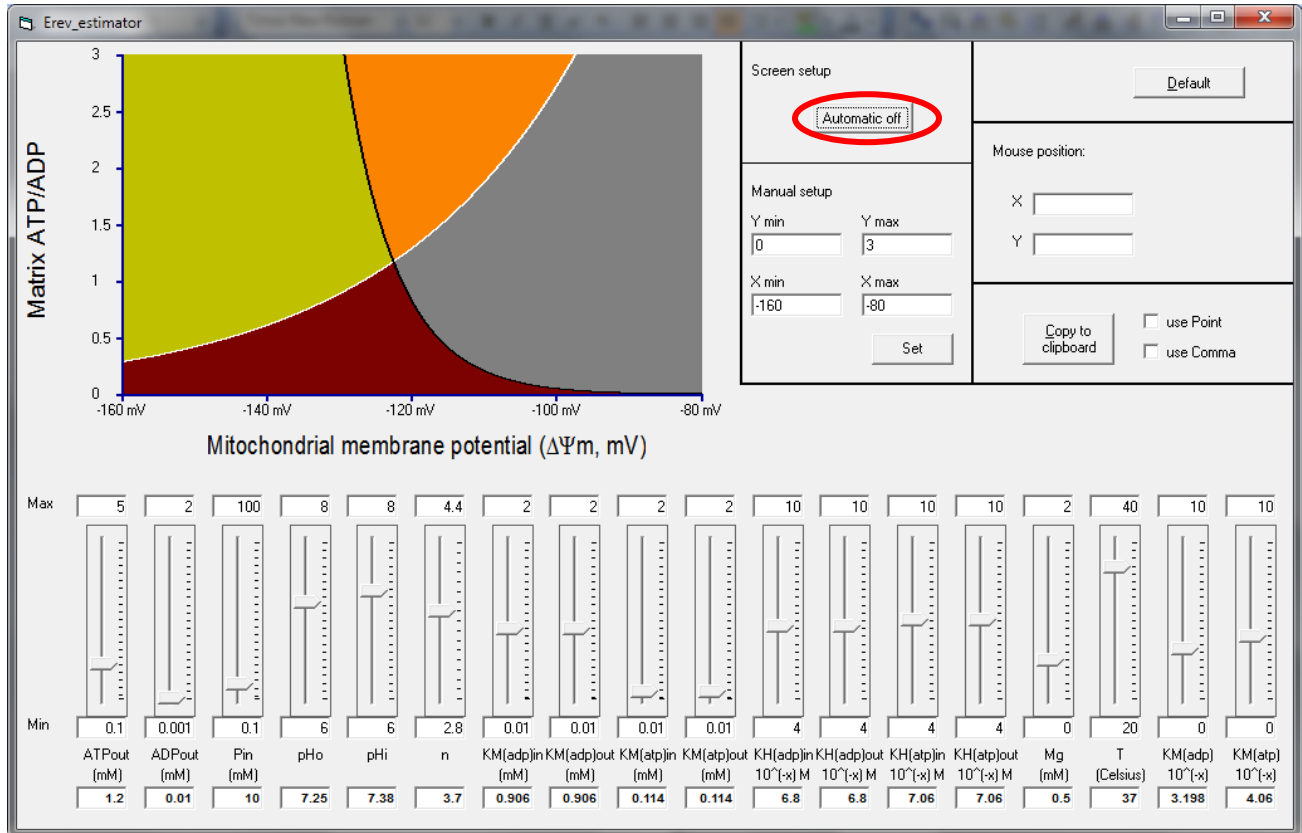 Erev_estimator
3
2.5
2
1.5
1
0.5
0
Matrix ATP/ADP
-160 mV -140 mV -120 mV -100 mV -80 mV
Mitochondrial membrane potential (ΔΨm, mV)
Screen setup
Automatic off
Manual setup
Y min Y max
0 3
X min X max
-160 -80
Set
Default
Mouse position:
X
Y
Copy to
clipboard
use Point
use Comma
Max 5 2 100 8 8 4.4 2 2 2 2 10 10 10 10 2 40 10 10
Min 0.1 0.001 0.1 6 6 2.8 0.01 0.01 0.01 0.01 4 4 4 4 0 20 0 0
ATPout ADPout Pin pHo pHi n KM(adp)in KM(adp)out KM(atp)in KM(atp)out KH(adp)in KH(adp)out KH(atp)in KH(atp)out Mg T KM(adp) KM(atp)
(mM) (mM) (mM) (mM) (mM) (mM) (mM) 10^(-x) M 10^(-x) M 10^(-x) M 10^(-x) M (mM) (Celsius) 10^(-x) 10^(-x)
1.2 0.01 10 7.25 7.38 3.7 0.906 0.906 0.114 0.114 6.8 6.8 7.06 7.06 0.5 37 3.198 4.06